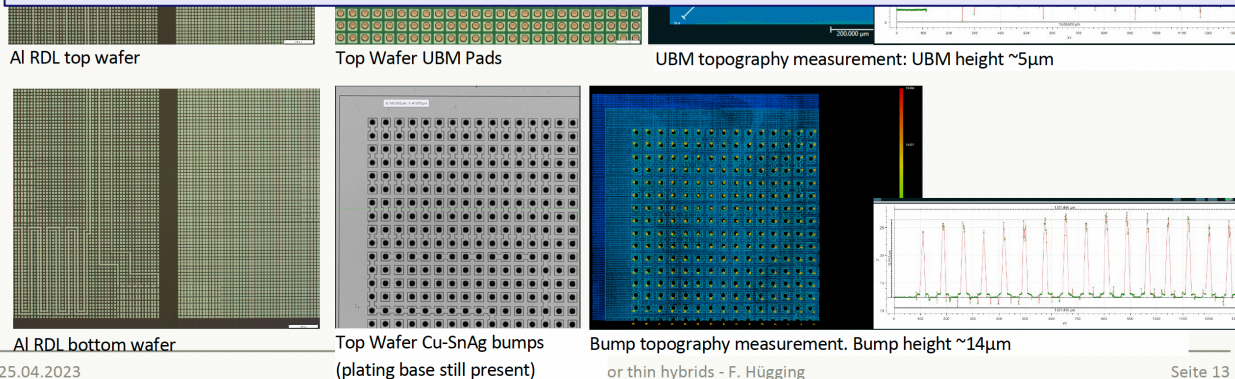 200.000 µm
Al RDL top wafer
Top Wafer UBM Pads
UBM topography measurement: UBM height ~5µm
Al RDL bottom wafer
Top Wafer Cu-SnAg bumps
(plating base still present)
Bump topography measurement. Bump height ~14µm
25.04.2023
or thin hybrids - F. Hügging
Seite 13